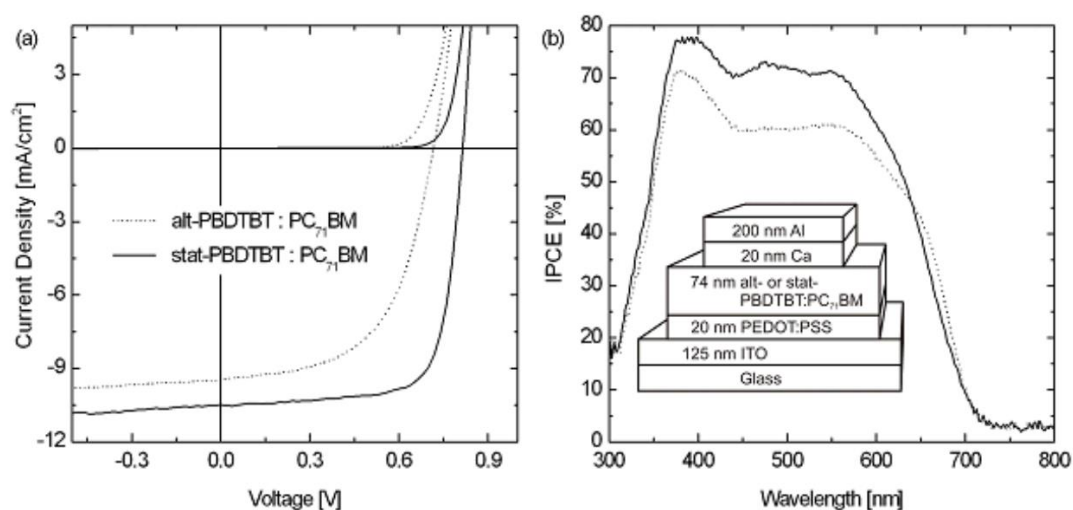 (a)
3
0
-3
-6
-9
-12
-0.3 0.0 0.3 0.6 0.9
Current Density [mA/cm²]
Voltage [V]
alt-PBDTBT : PC₇₁BM
stat-PBDTBT : PC₇₁BM
(b)
80
70
60
50
40
30
20
10
0
300 400 500 600 700 800
IPCE [%]
Wavelength [nm]
200 nm Al
20 nm Ca
74 nm alt- or stat-
PBDTBT:PC₇₁BM
20 nm PEDOT:PSS
125 nm ITO
Glass